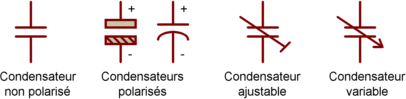 + +
- -
Condensateur Condensateurs Condensateur Condensateur
non polarisé polarisés ajustable variable